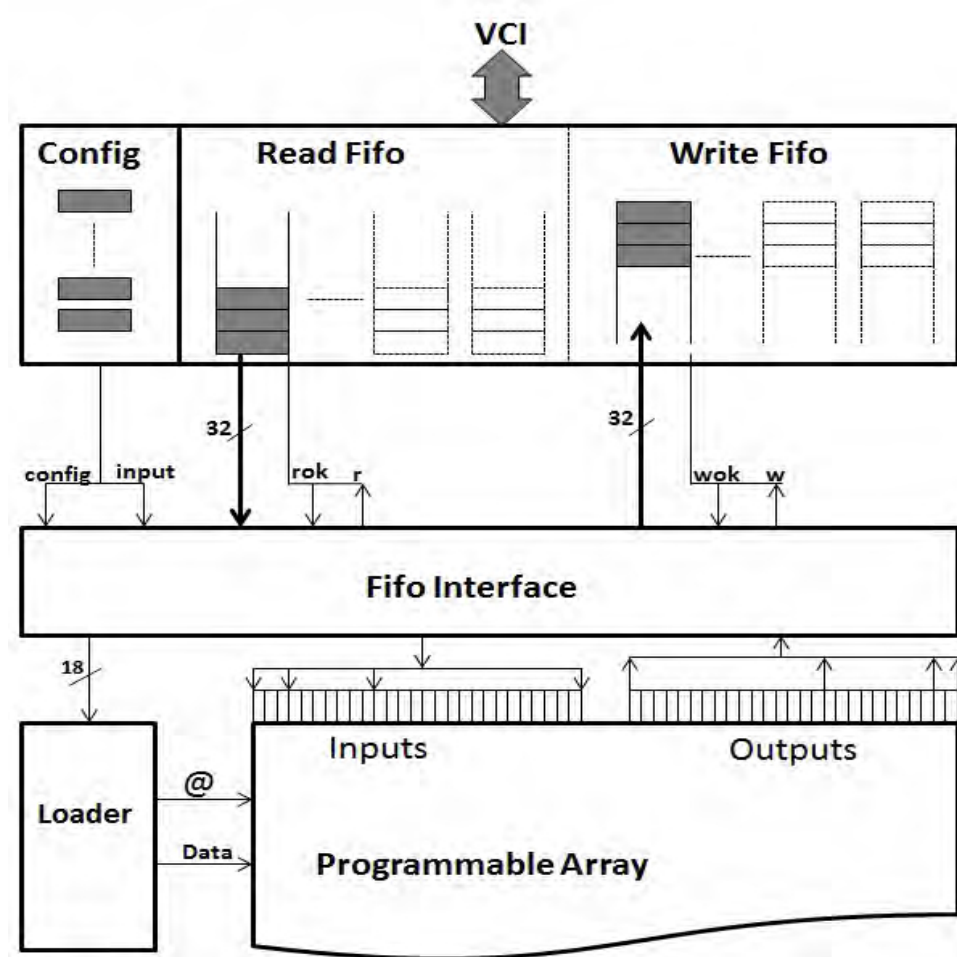 VCI
Config
Read Fifo
Write Fifo
32
32
config
input
rok
r
wok
w
Fifo Interface
18
Inputs
Outputs
Loader
@
Data
Programmable Array